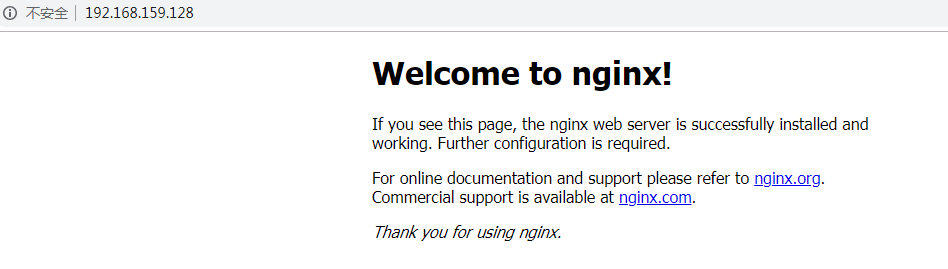 不安全 192.168.159.128
Welcome to nginx!
If you see this page, the nginx web server is successfully installed and
working. Further configuration is required.
For online documentation and support please refer to nginx.org.
Commercial support is available at nginx.com.
Thank you for using nginx.